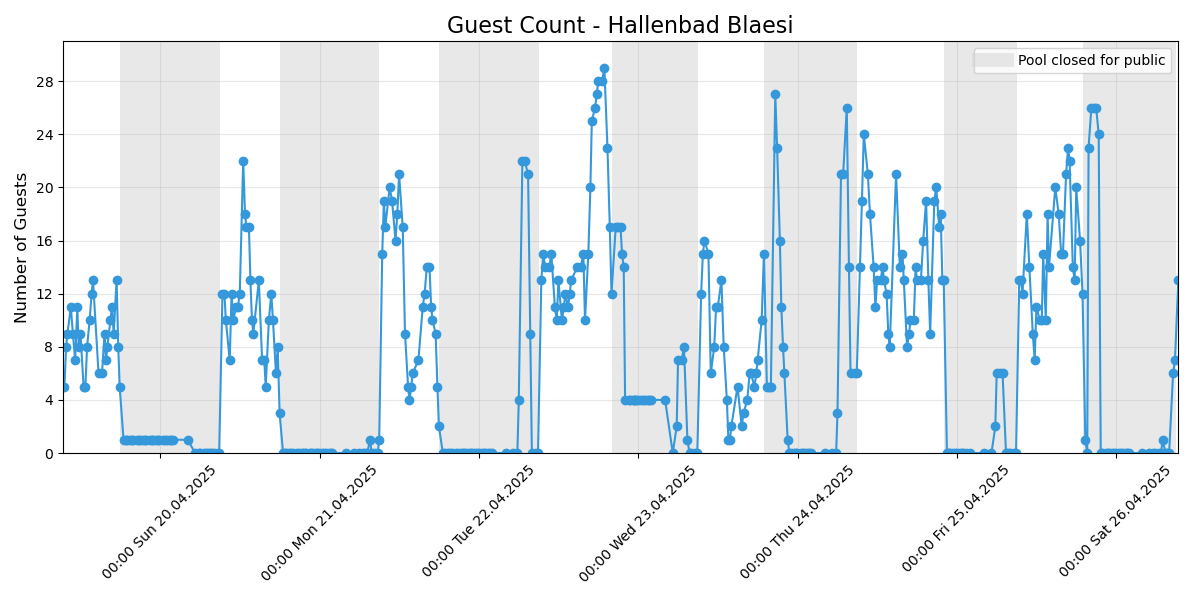 Guest Count - Hallenbad Blaesi
Pool closed for public
Number of Guests
28
24
20
16
12
8
4
0
00:00 Sun 20.04.2025
00:00 Mon 21.04.2025
00:00 Tue 22.04.2025
00:00 Wed 23.04.2025
00:00 Thu 24.04.2025
00:00 Fri 25.04.2025
00:00 Sat 26.04.2025